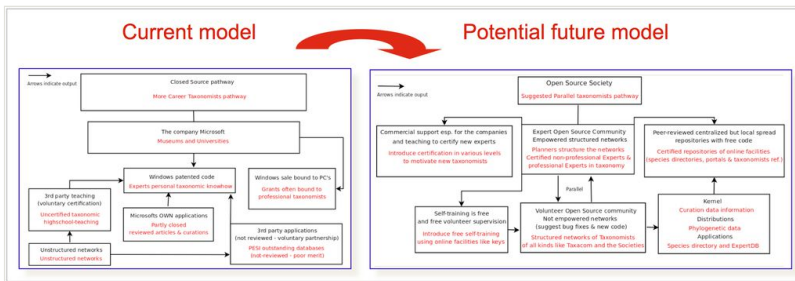 Current model
Potential future model
Arrows indicate output
Closed Source pathway
More Career Taxonomists pathway
The company Microsoft
Museums and Universities
Windows patented code
Experts personal taxonomic knowhow
Windows sale bound to PC's
Grants often bound to
professional taxonomists
3rd party teaching
(voluntary certification)
Uncertified taxonomic
highschool-teaching
Microsofts OWN applications
Partly closed
reviewed articles & curations
3rd party applications
(not reviewed - voluntary partnership)
PESI outstanding databases
(not-reviewed - poor merit)
Unstructured networks
Unstructured networks
Arrows indicate ouput
Open Source Society
Suggested Parallel taxonomists pathway
Commercial support esp. for the companies
and teaching to certify new experts
Introduce certification in various levels
to motivate new taxonomists
Expert Open Source Community
Empowered structured networks
Planners structure the networks
Certified non-professional Experts &
professional Experts in taxonomy
Peer-reviewed centralized but local spread
repositories with free code
Certified repositories of online facilities
(species directories, portals & taxonomists ref.)
Parallel
Self-training is free
and free volunteer supervision
Introduce free self training
using online facilities like keys
Volunteer Open Source community
Not empowered networks
(suggest bug fixes & new code)
Structured networks of Taxonomists
of all kinds like Taxacom and the Societies
Kernel
Curation data information
Distributions
Phylogenetic data
Applications
Species directory and ExpertDB